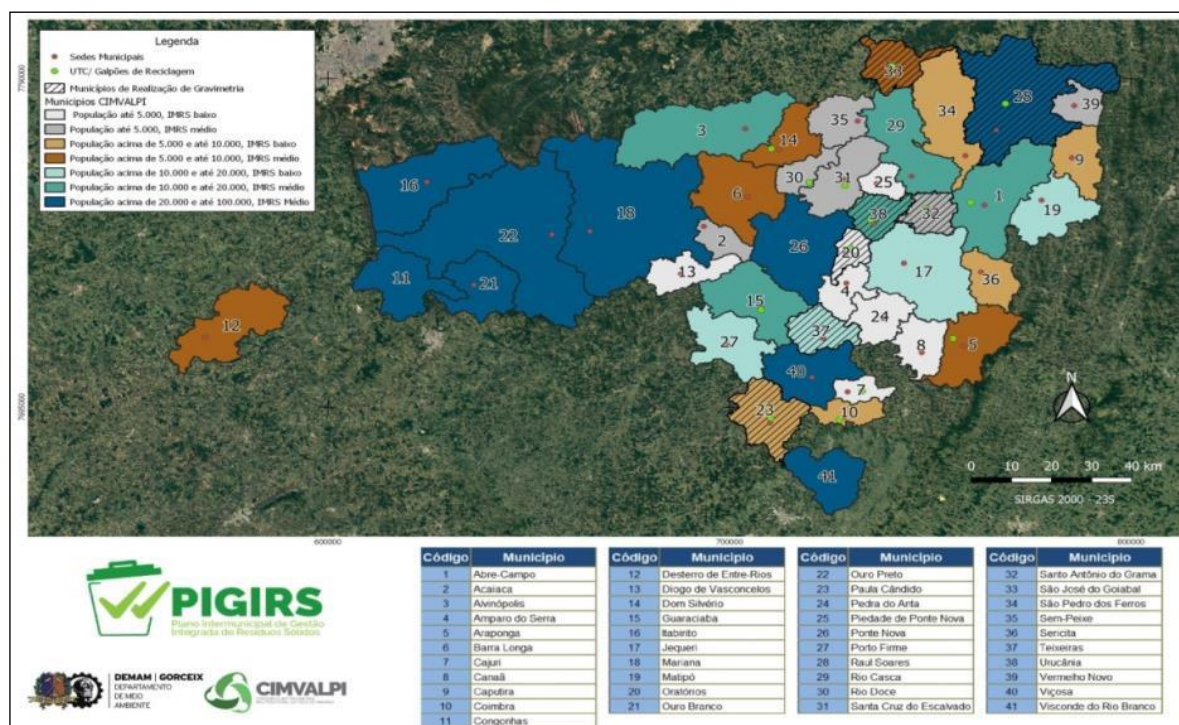 Legenda
Sedes Municipais
UTC/ Galpões de Reciclagem
Municípios de Realização de Gravimetria
Municípios CIMVALPI
População até 5.000, IMRS baixo
População até 5.000, IMRS médio
População acima de 5.000 e até 10.000, IMRS baixo
População acima de 5.000 e até 10.000, IMRS médio
População acima de 10.000 e até 20.000, IMRS baixo
População acima de 10.000 e até 20.000, IMRS médio
População acima de 20.000 e até 100.000, IMRS Médio
7790000
7995000
33
34
28
39
35
29
3
14
9
30
31
25
16
6
38
32
1
19
18
22
2
26
20
13
17
36
11
21
4
15
24
12
37
27
8
5
40
7
23
10
41
N
0 10 20 30 40 km
SIRGAS 2000 - 23S
600000
700000
800000
PIGIRS
Plano Intermunicipal de Gestão
Integrada de Resíduos Sólidos
DEMAM | GORCEIX
DEPARTAMENTO
DE MEIO
AMBIENTE
CIMVALPI
Código Município
1 Abre-Campo
2 Acaiaca
3 Alvinópolis
4 Amparo do Serra
5 Araponga
6 Barra Longa
7 Cajuri
8 Canaã
9 Caputira
10 Coimbra
11 Congonhas
Código Município
12 Desterro de Entre-Rios
13 Diogo de Vasconcelos
14 Dom Silvério
15 Guaraciaba
16 Itabirito
17 Jequeri
18 Mariana
19 Matipó
20 Oratórios
21 Ouro Branco
Código Município
22 Ouro Preto
23 Paula Cândido
24 Pedra do Anta
25 Piedade de Ponte Nova
26 Ponte Nova
27 Porto Firme
28 Raul Soares
29 Rio Casca
30 Rio Doce
31 Santa Cruz do Escalvado
Código Município
32 Santo Antônio do Grama
33 São José do Goiabal
34 São Pedro dos Ferros
35 Sem-Peixe
36 Sericita
37 Teixeiras
38 Urucânia
39 Vermelho Novo
40 Viçosa
41 Visconde do Rio Branco